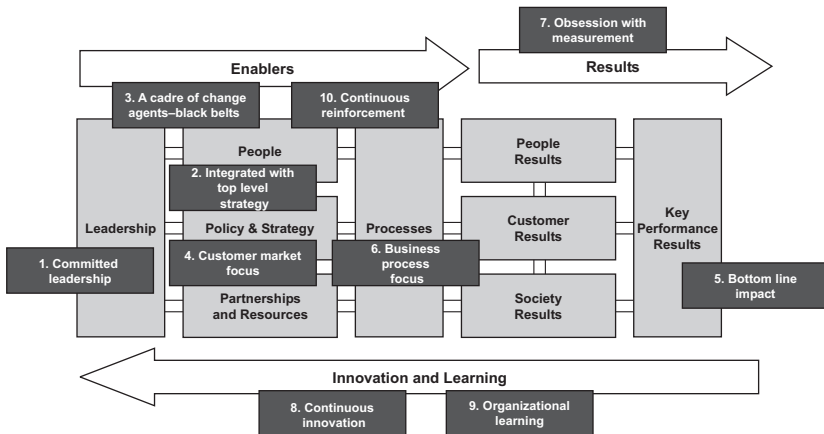 7. Obsession with
measurement
Enablers
Results
3. A cadre of change
agents–black belts
10. Continuous
reinforcement
People
People
Results
2. Integrated with
top level
strategy
Leadership
Policy & Strategy
Processes
Customer
Results
Key
Performance
Results
1. Committed
leadership
4. Customer market
focus
6. Business
process
focus
5. Bottom line
impact
Partnerships
and Resources
Society
Results
Innovation and Learning
8. Continuous
innovation
9. Organizational
learning